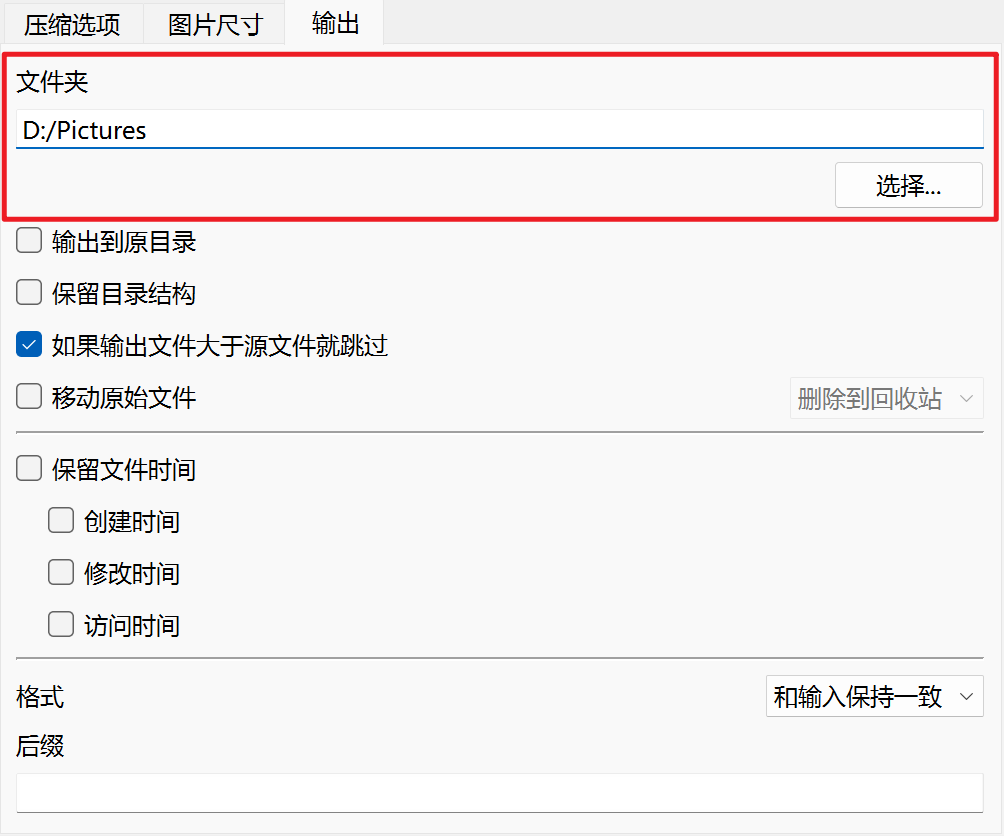 压缩选项 图片尺寸 输出
文件夹
D:/Pictures
选择...
输出到原目录
保留目录结构
如果输出文件大于源文件就跳过
移动原始文件 删除到回收站
保留文件时间
创建时间
修改时间
访问时间
格式 和输入保持一致
后缀